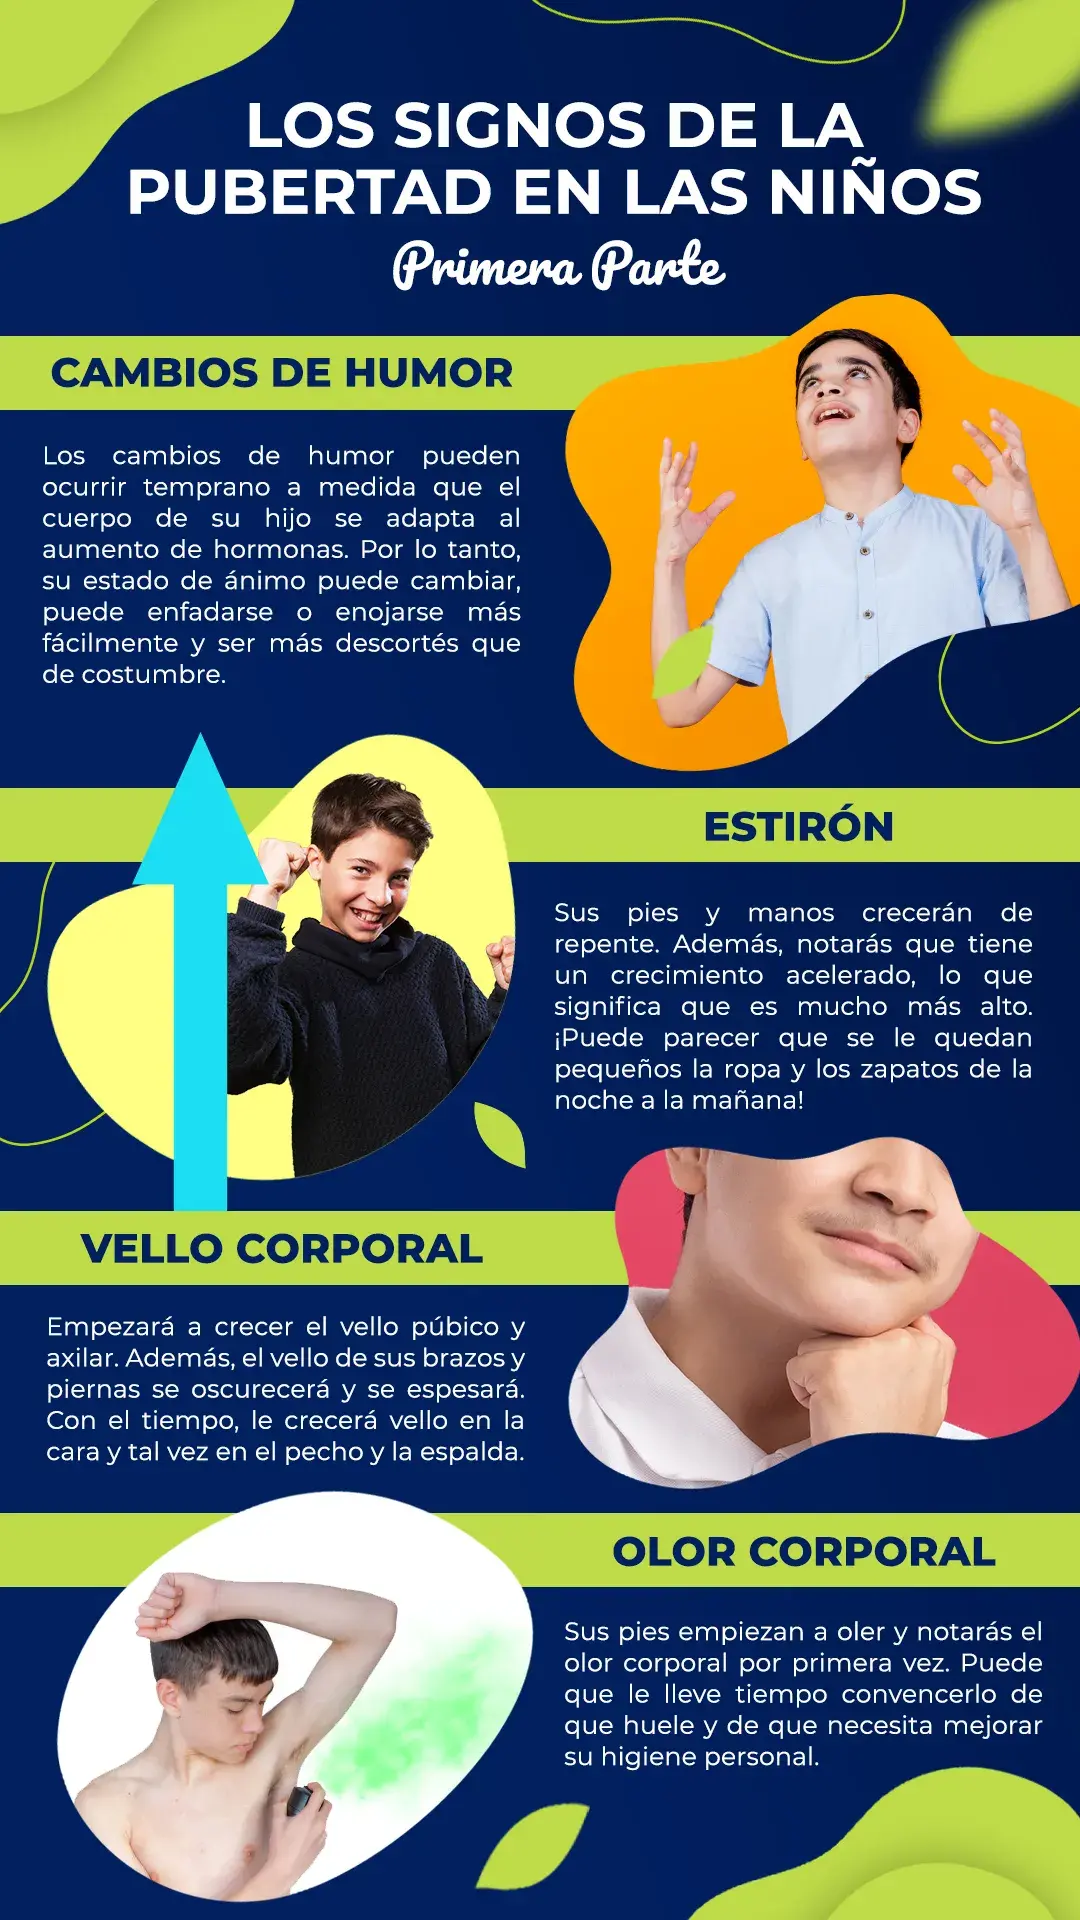 LOS SIGNOS DE LA
PUBERTAD EN LAS NIÑOS
Primera Parte
CAMBIOS DE HUMOR
Los cambios de humor pueden
ocurrir temprano a medida que el
cuerpo de su hijo se adapta al
aumento de hormonas. Por lo tanto,
su estado de ánimo puede cambiar,
puede enfadarse o enojarse más
fácilmente y ser más descortés que
de costumbre.
ESTIRÓN
Sus pies y manos crecerán de
repente. Además, notarás que tiene
un crecimiento acelerado, lo que
significa que es mucho más alto.
¡Puede parecer que se le quedan
pequeños la ropa y los zapatos de la
noche a la mañana!
VELLO CORPORAL
Empezará a crecer el vello púbico y
axilar. Además, el vello de sus brazos y
piernas se oscurecerá y se espesará.
Con el tiempo, le crecerá vello en la
cara y tal vez en el pecho y la espalda.
OLOR CORPORAL
Sus pies empiezan a oler y notarás el
olor corporal por primera vez. Puede
que le lleve tiempo convencerlo de
que huele y de que necesita mejorar
su higiene personal.